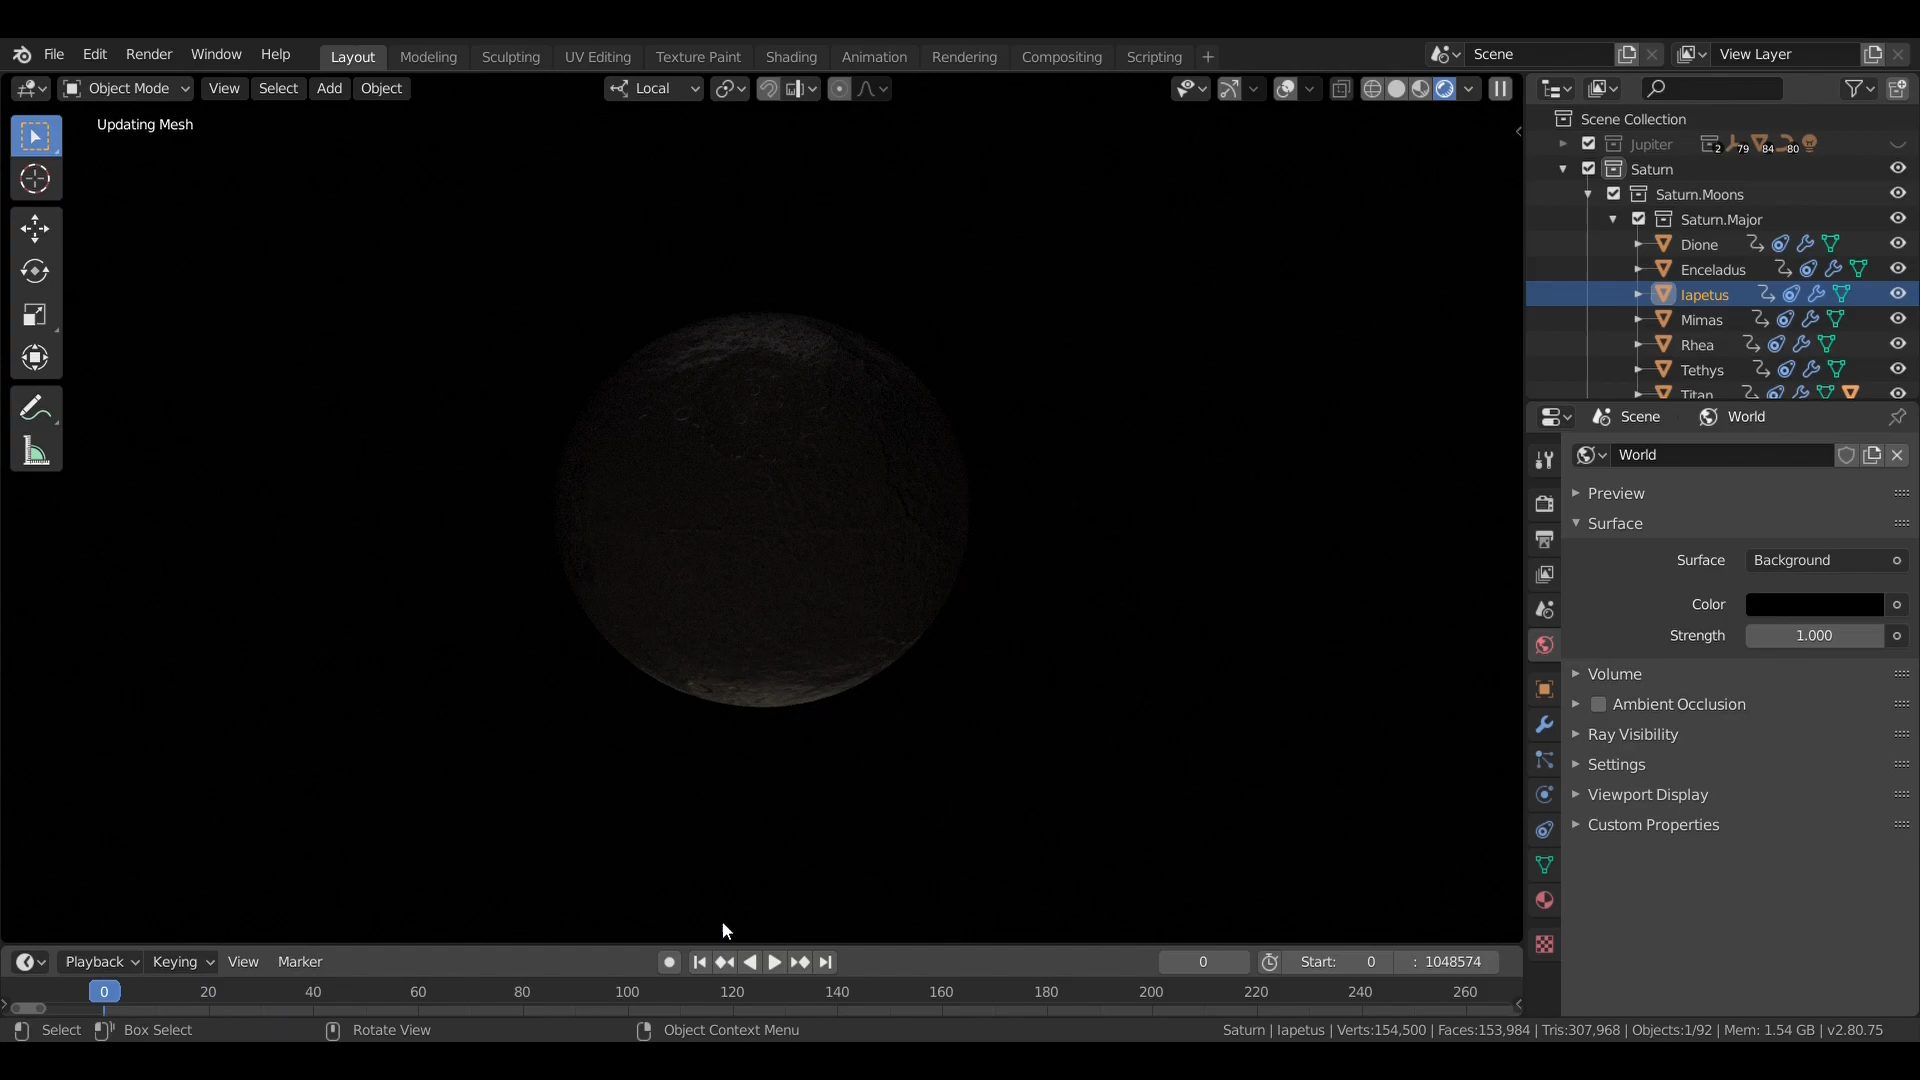 File Edit Render Window Help Layout Modeling Sculpting UV Editing Texture Paint Shading Animation Rendering Compositing Scripting + Scene View Layer
Object Mode View Select Add Object Local
Updating Mesh
Scene Collection
Jupiter 2 79 84 80
Saturn
Saturn.Moons
Saturn.Major
Dione
Enceladus
Iapetus
Mimas
Rhea
Tethys
Titan
Scene World
World
Preview
Surface
Surface Background
Color
Strength 1.000
Volume
Ambient Occlusion
Ray Visibility
Settings
Viewport Display
Custom Properties
Playback Keying View Marker 0 Start: 0 : 1048574
0 20 40 60 80 100 120 140 160 180 200 220 240 260
Select Box Select Rotate View Object Context Menu Saturn | Iapetus | Verts:154,500 | Faces:153,984 | Tris:307,968 | Objects:1/92 | Mem: 1.54 GB | v2.80.75